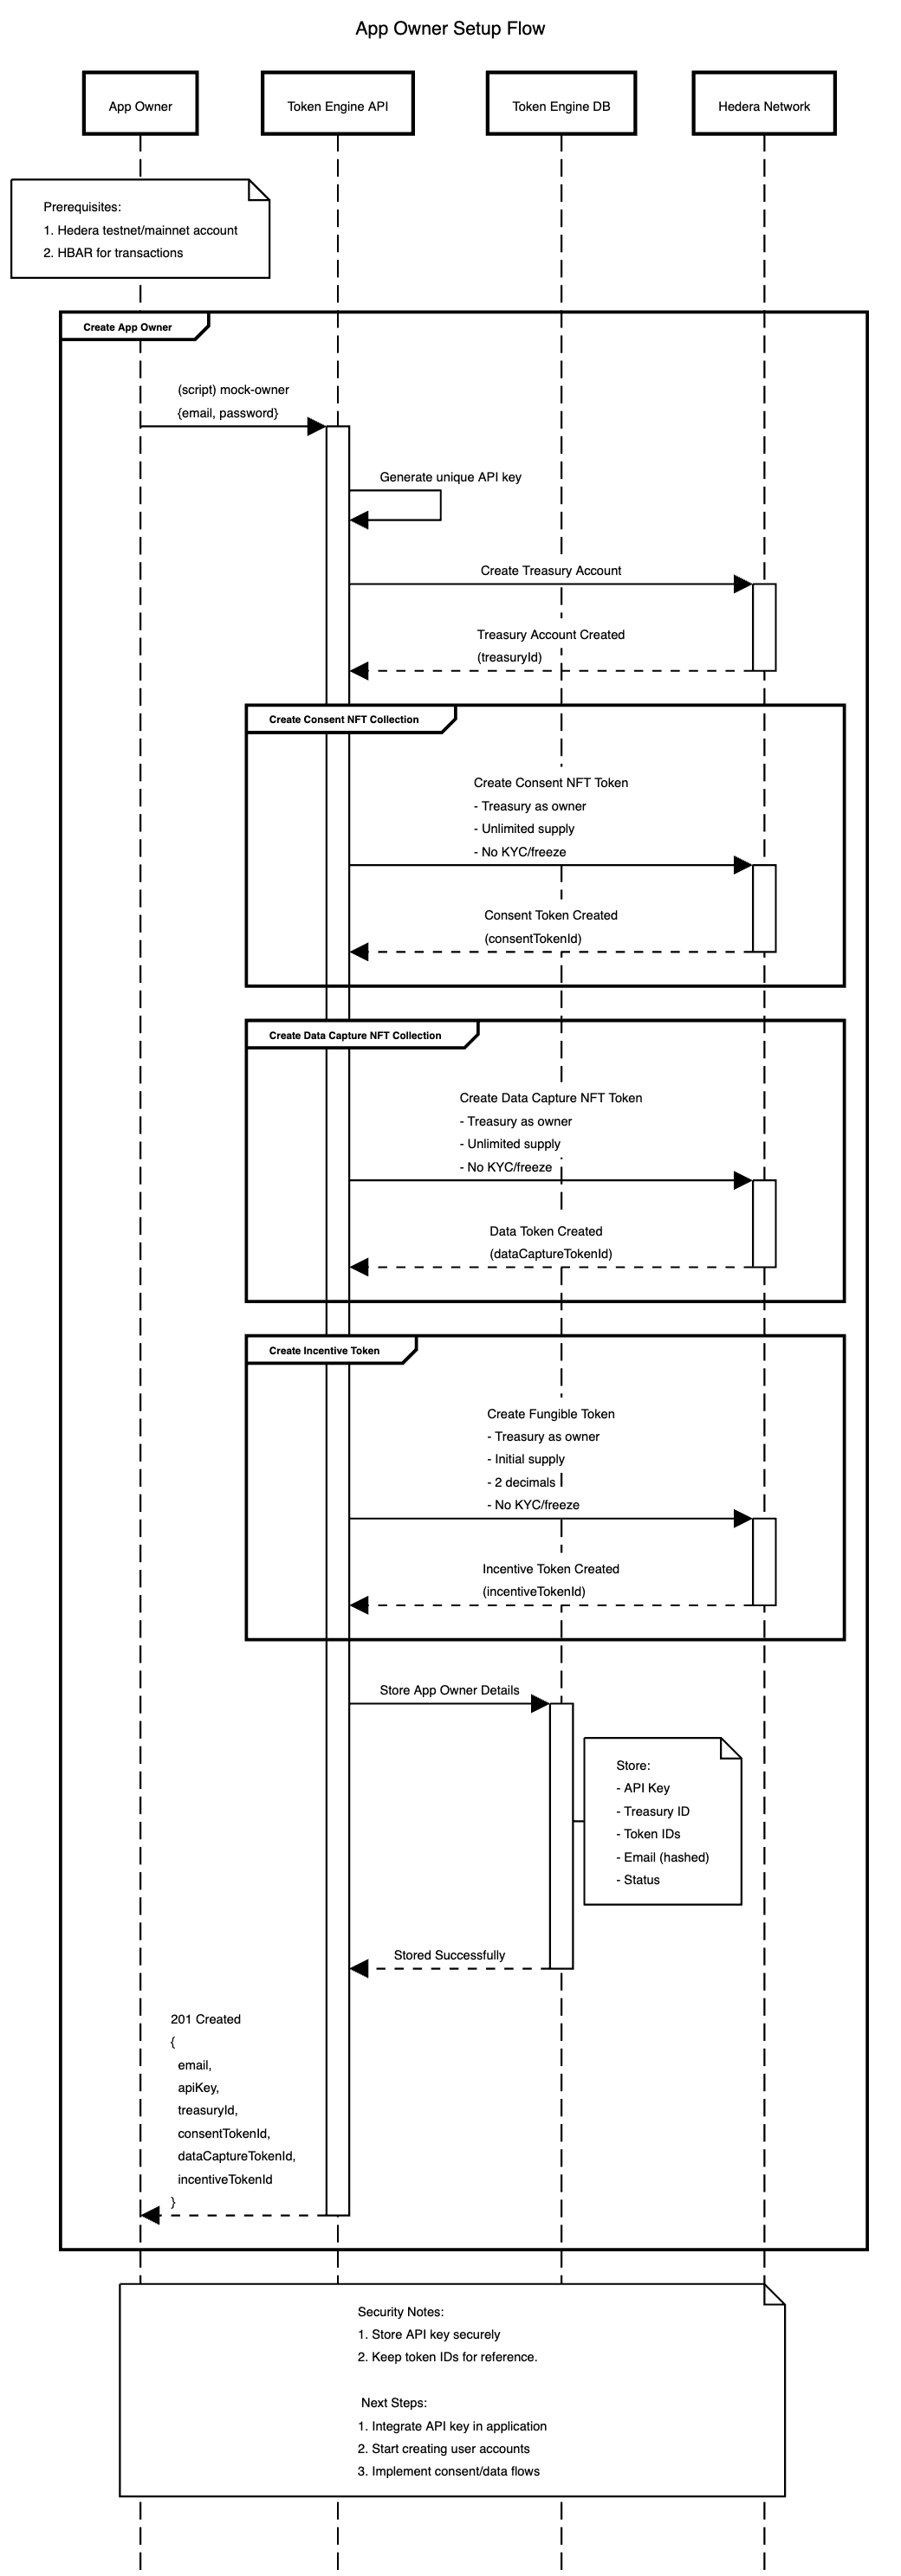 App Owner Setup Flow
App Owner
Token Engine API
Token Engine DB
Hedera Network
Prerequisites:
1. Hedera testnet/mainnet account
2. HBAR for transactions
Create App Owner
(script) mock-owner
{email, password}
Generate unique API key
Create Treasury Account
Treasury Account Created
(treasuryId)
Create Consent NFT Collection
Create Consent NFT Token
- Treasury as owner
- Unlimited supply
- No KYC/freeze
Consent Token Created
(consentTokenId)
Create Data Capture NFT Collection
Create Data Capture NFT Token
- Treasury as owner
- Unlimited supply
- No KYC/freeze
Data Token Created
(dataCaptureTokenId)
Create Incentive Token
Create Fungible Token
- Treasury as owner
- Initial supply
- 2 decimals
- No KYC/freeze
Incentive Token Created
(incentiveTokenId)
Store App Owner Details
Store:
- API Key
- Treasury ID
- Token IDs
- Email (hashed)
- Status
Stored Successfully
201 Created
{
email,
apiKey,
treasuryId,
consentTokenId,
dataCaptureTokenId,
incentiveTokenId
}
Security Notes:
1. Store API key securely
2. Keep token IDs for reference.
Next Steps:
1. Integrate API key in application
2. Start creating user accounts
3. Implement consent/data flows